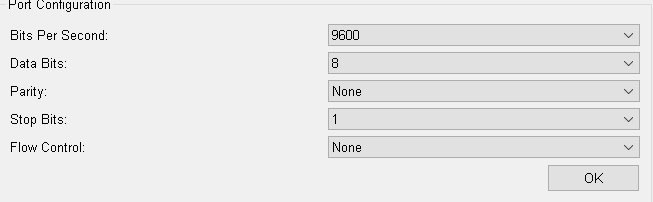 Port Configuration
Bits Per Second: 9600
Data Bits: 8
Parity: None
Stop Bits: 1
Flow Control: None
OK